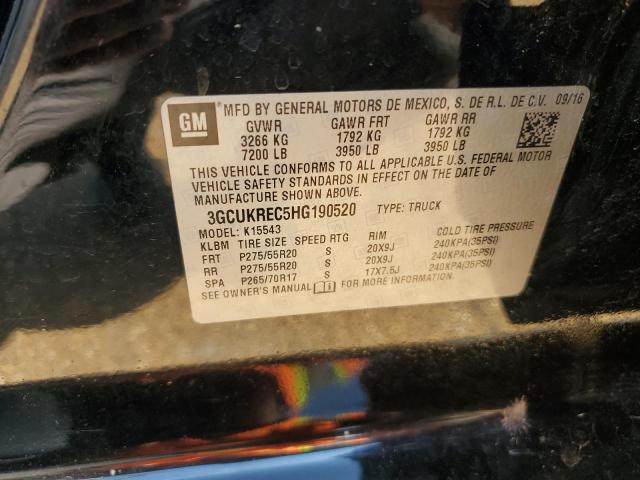 GM MFD BY GENERAL MOTORS DE MEXICO, S. DE R.L. DE C.V. 09/16
GVWR GAWR FRT GAWR RR
3266 KG 1792 KG 1792 KG
7200 LB 3950 LB 3950 LB
THIS VEHICLE CONFORMS TO ALL APPLICABLE U.S. FEDERAL MOTOR
VEHICLE SAFETY STANDARDS IN EFFECT ON THE DATE OF
MANUFACTURE SHOWN ABOVE.
3GCUKREC5HG190520 TYPE: TRUCK
MODEL: K15543
KLBM TIRE SIZE SPEED RTG RIM COLD TIRE PRESSURE
FRT P275/55R20 S 20X9J 240KPA(35PSI)
RR P275/55R20 S 20X9J 240KPA(35PSI)
SPA P265/70R17 S 17X7.5J 240KPA(35PSI)
SEE OWNER'S MANUAL FOR MORE INFORMATION.